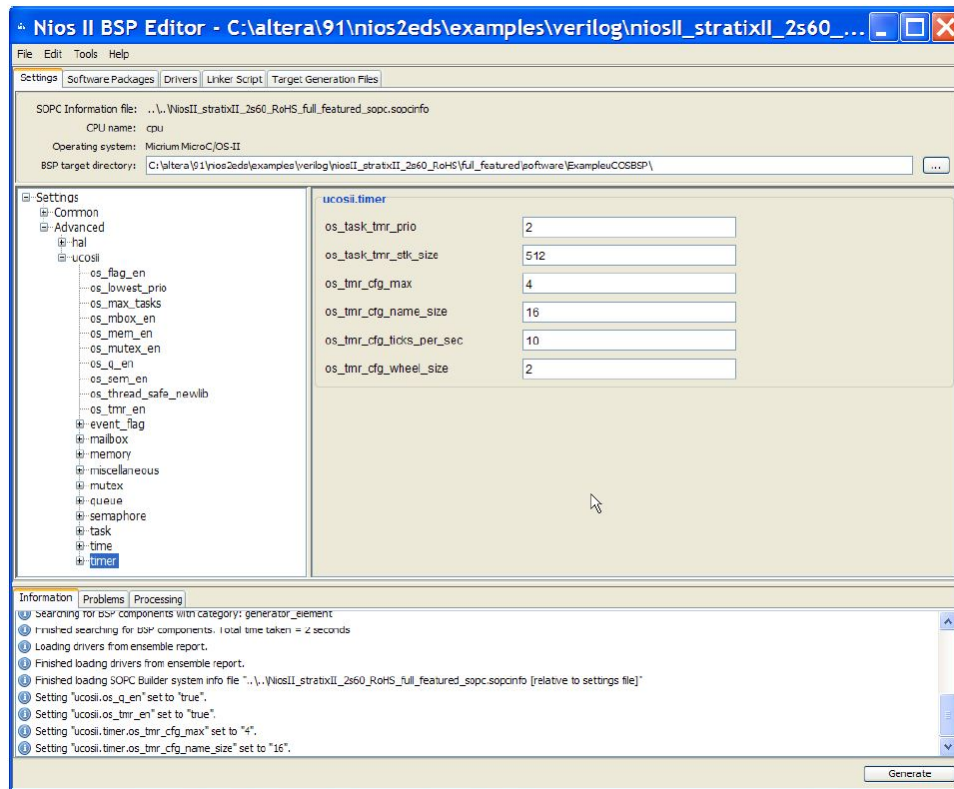 Nios II BSP Editor - C:\altera\91\nios2eds\examples\verilog\niosII_stratixII_2s60_...
File Edit Tools Help
Settings Software Packages Drivers Linker Script Target Generation Files
SOPC Information file: ..\..\NiosII_stratixII_2s60_RoHS_full_featured_sopc.sopcinfo
CPU name: cpu
Operating system: Micrium MicroC/OS-II
BSP target directory: C:\altera\91\nios2eds\examples\verilog\niosII_stratixII_2s60_RoHS\full_featured\software\ExampleuCOSBSP\ ...
Settings
Common
Advanced
hal
ucosii
os_flag_en
os_lowest_prio
os_max_tasks
os_mbox_en
os_mem_en
os_mutex_en
os_q_en
os_sem_en
os_thread_safe_newlib
os_tmr_en
event_flag
mailbox
memory
miscellaneous
mutex
queue
semaphore
task
time
timer
ucosii.timer
os_task_tmr_prio 2
os_task_tmr_stk_size 512
os_tmr_cfg_max 4
os_tmr_cfg_name_size 16
os_tmr_cfg_ticks_per_sec 10
os_tmr_cfg_wheel_size 2
Information Problems Processing
Searching for BSP components with category: generator_element
Finished searching for BSP components. Total time taken = 2 seconds
Loading drivers from ensemble report.
Finished loading drivers from ensemble report.
Finished loading SOPC Builder system info file "..\..\NiosII_stratixII_2s60_RoHS_full_featured_sopc.sopcinfo [relative to settings file]"
Setting "ucosii.os_q_en" set to "true".
Setting "ucosii.os_tmr_en" set to "true".
Setting "ucosii.timer.os_tmr_cfg_max" set to "4".
Setting "ucosii.timer.os_tmr_cfg_name_size" set to "16".
Generate